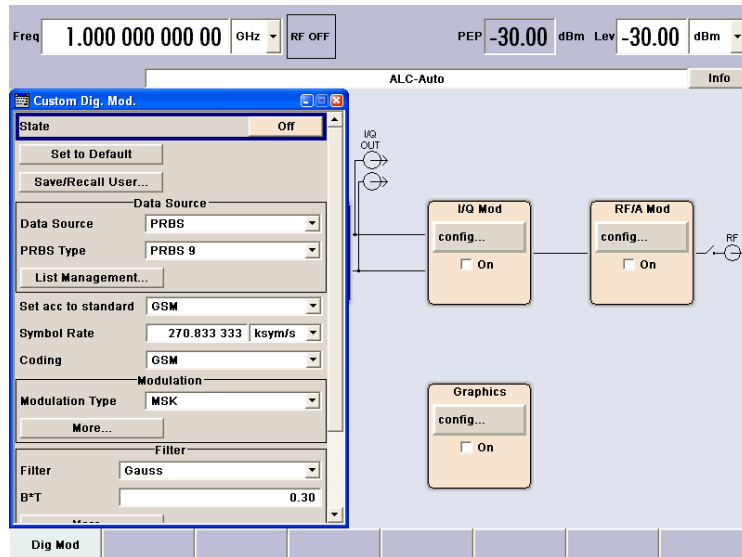 Freq 1.000 000 000 00 GHz RF OFF PEP -30.00 dBm Lev -30.00 dBm
ALC-Auto Info
Custom Dig. Mod.
State Off
Set to Default
Save/Recall User...
Data Source
Data Source PRBS
PRBS Type PRBS 9
List Management...
Set acc to standard GSM
Symbol Rate 270.833 333 ksym/s
Coding GSM
Modulation
Modulation Type MSK
More...
Filter
Filter Gauss
B*T 0.30
More...
I/Q
OUT
I/Q Mod
config...
On
RF/A Mod
config...
On
RF
Graphics
config...
On
Dig Mod